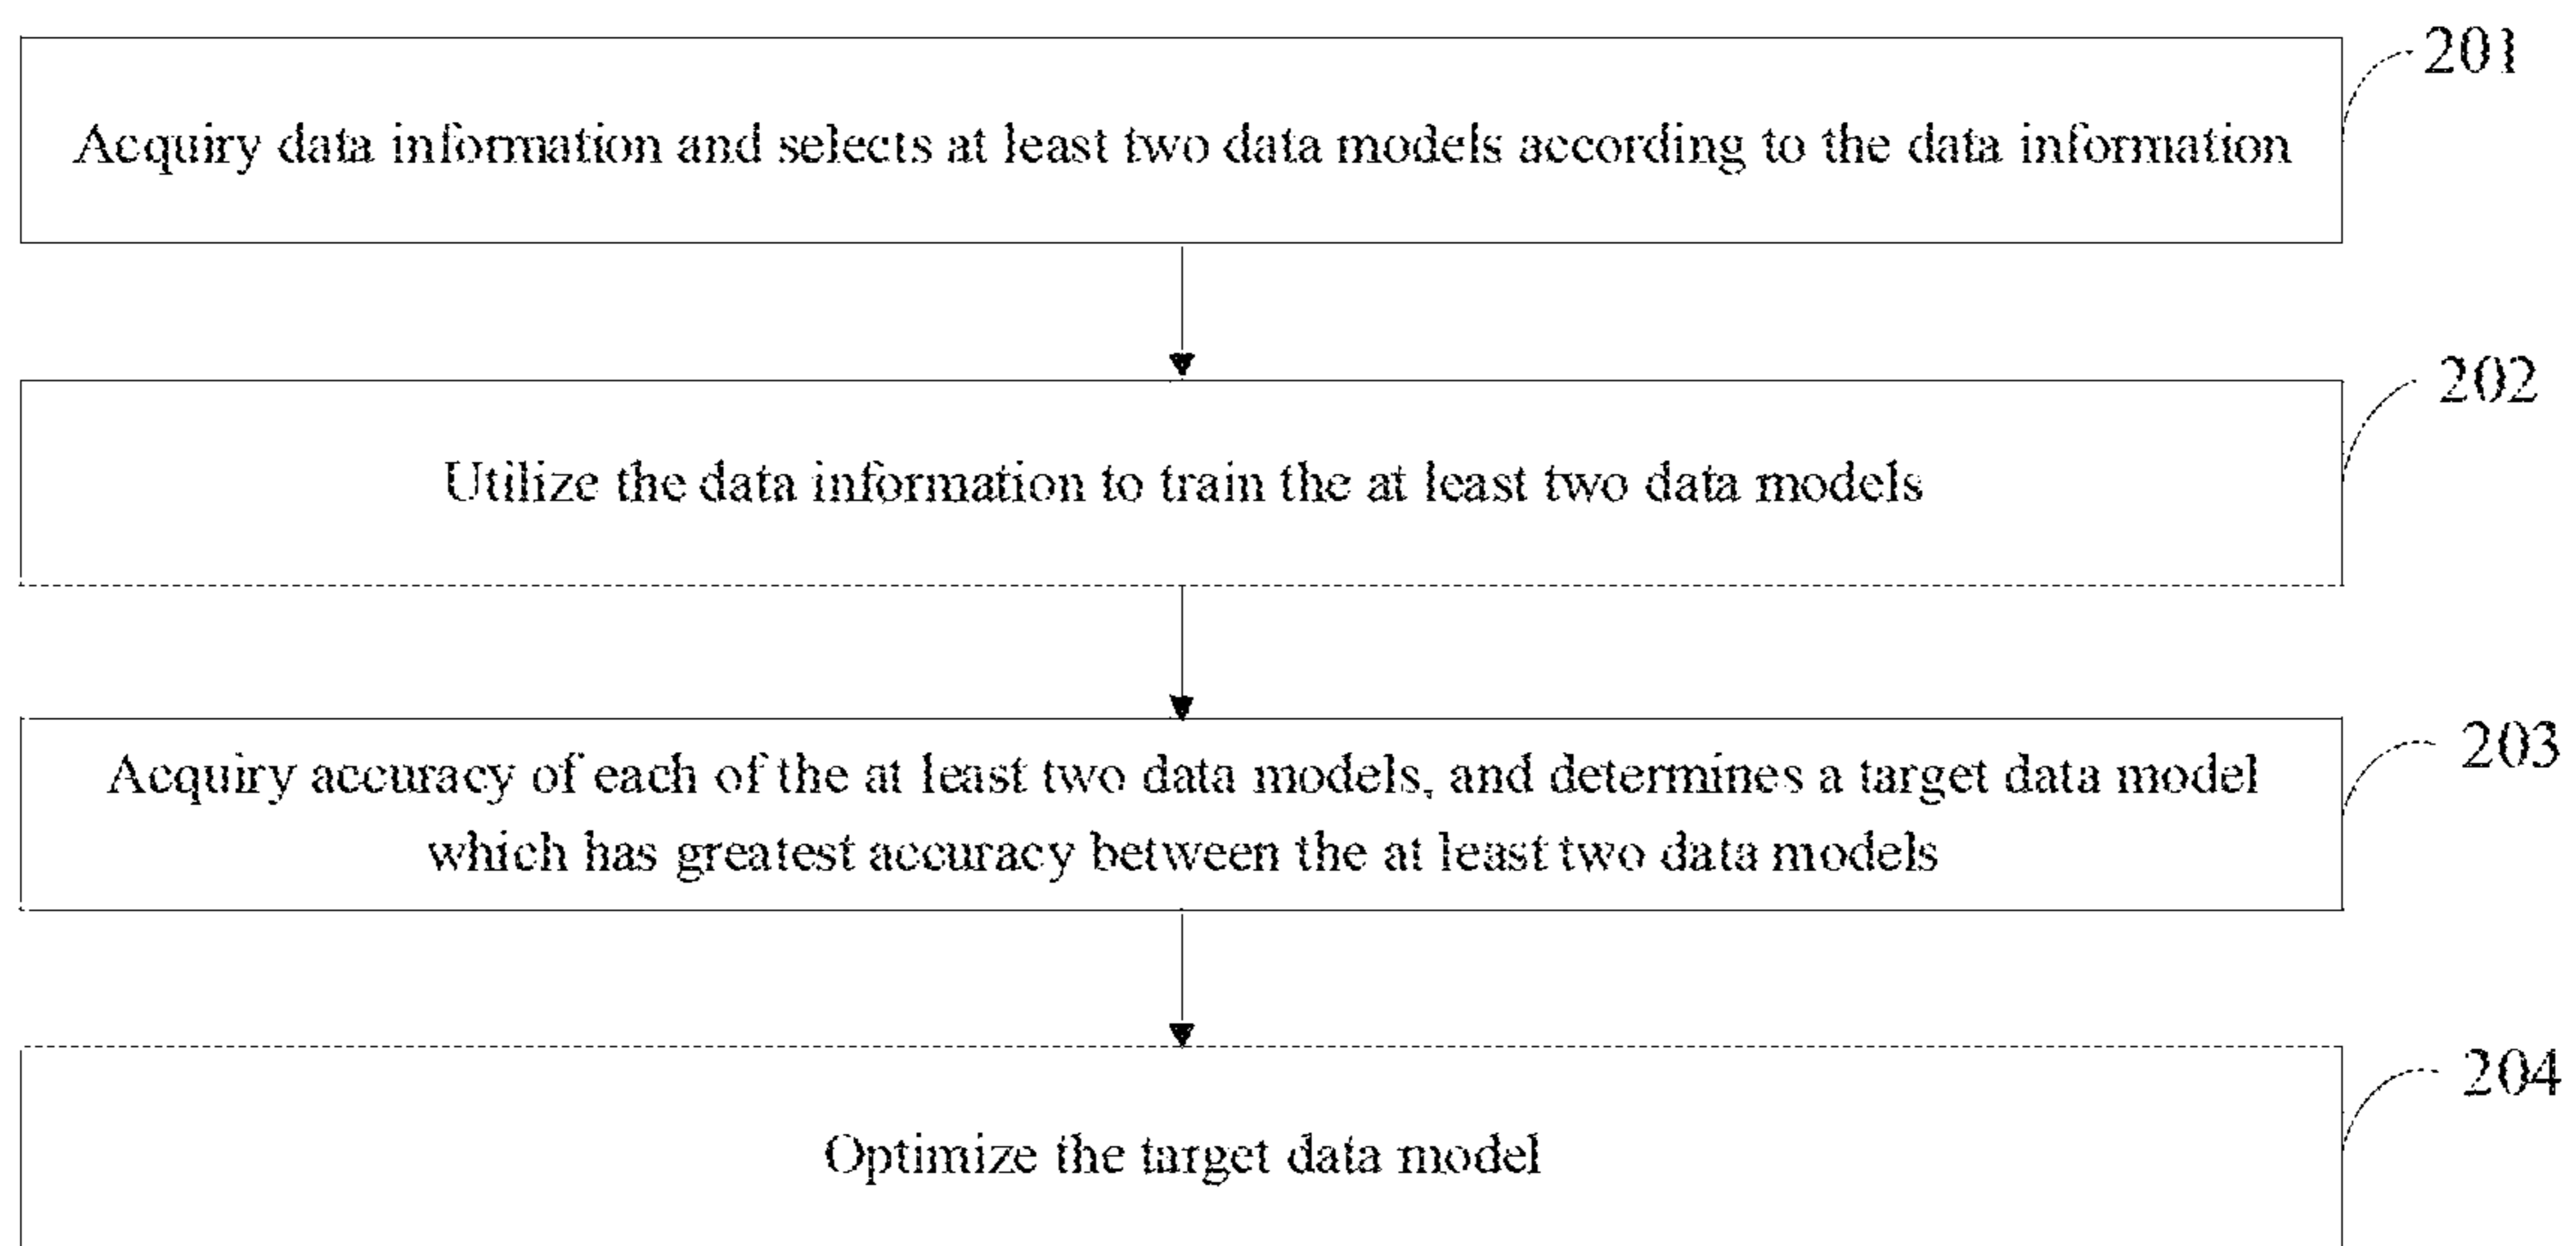 201
Acquiry data information and selects at least two data models according to the data information
202
Utilize the data information to train the at least two data models
203
Acquiry accuracy of each of the at least two data models, and determines a target data model
which has greatest accuracy between the at least two data models
204
Optimize the target data model